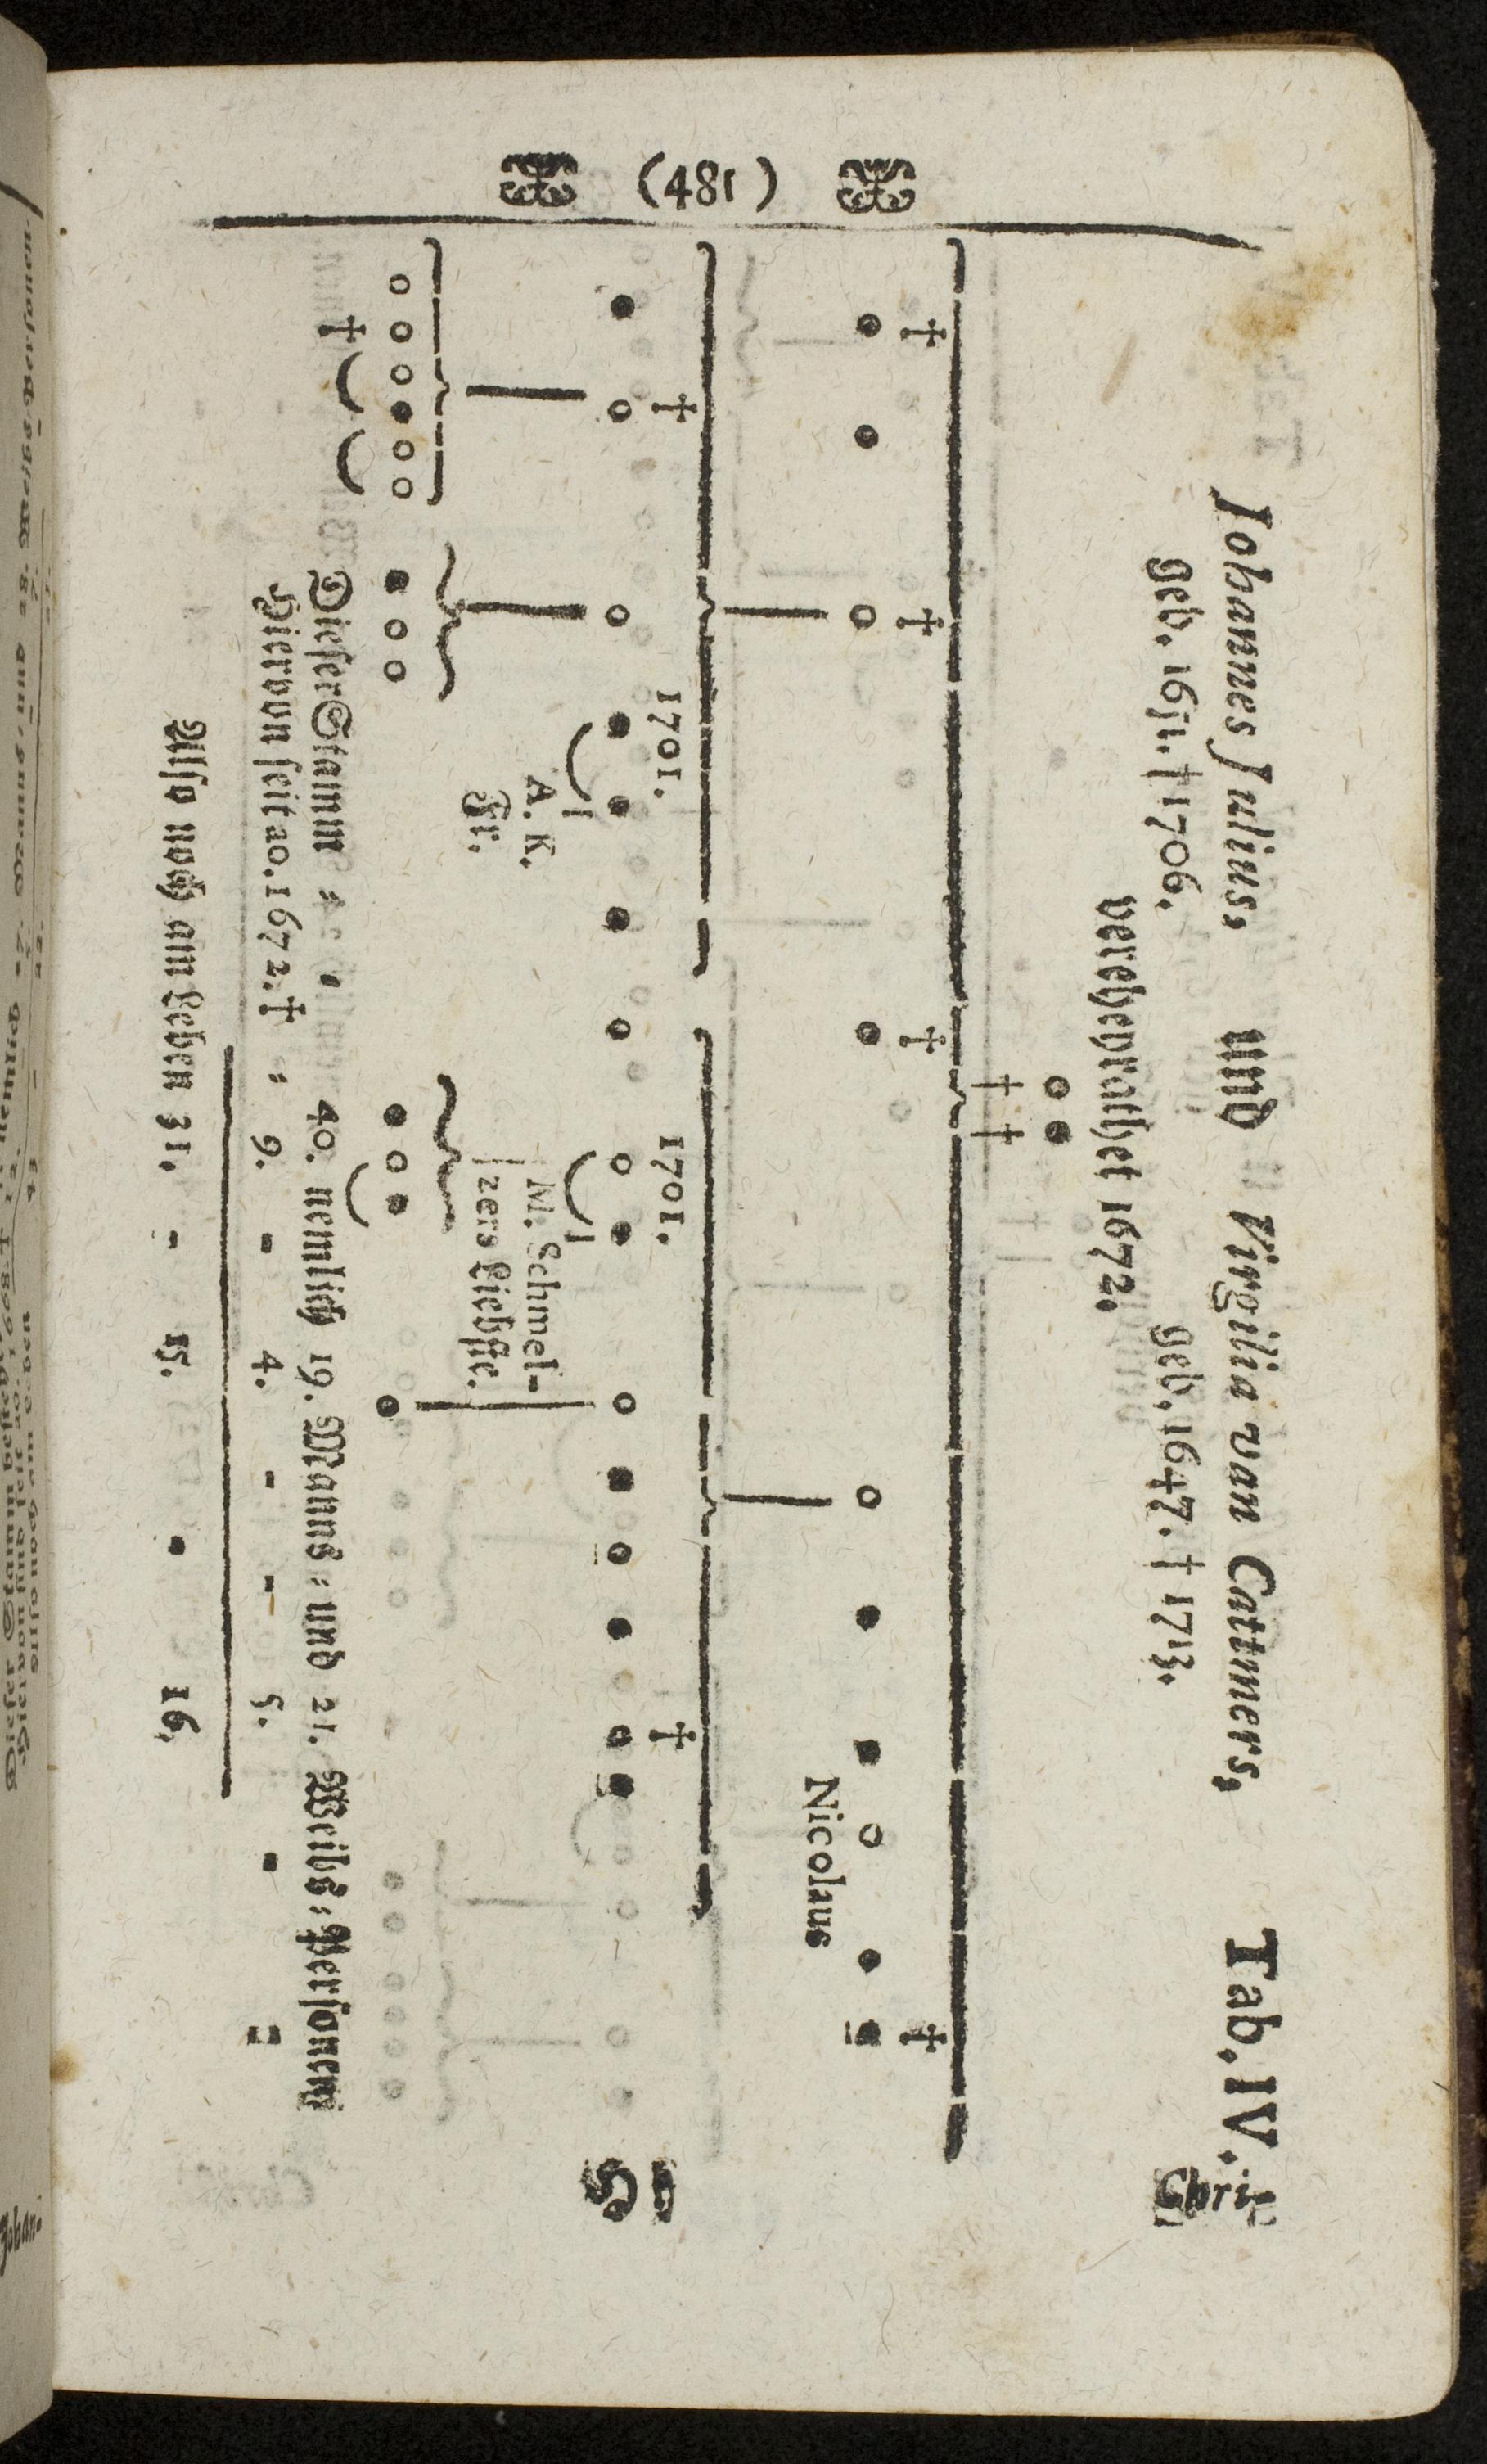 (481)
Tab. IV.
Johannes Julius, und Virgilia van Cattmers,
geb. 1651. † 1706. geb. 1647. † 1713.
vereheyrathet 1672.
† †
† † † †
Nicolaus
† 1701. 1701. †
A. K. M. Schmel-
Fr. zers Liebste.
†
Dieser Stamm 40. nemlich 19. Manns- und 21. Weibs-Personen
Hiervon seit ao. 1672. † 9. - 4. - - 5.
Also noch am Leben 31. - 15. 16.
Chri-